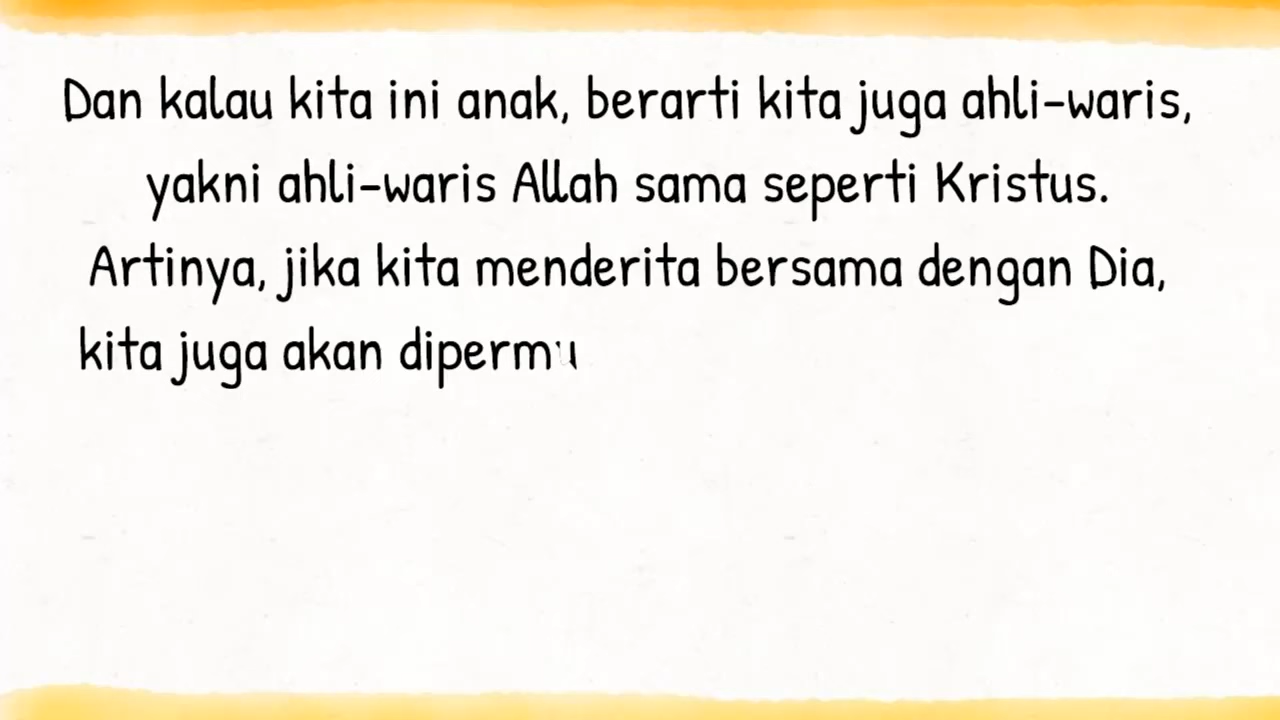 Dan kalau kita ini anak, berarti kita juga ahli-waris,
yakni ahli-waris Allah sama seperti Kristus.
Artinya, jika kita menderita bersama dengan Dia,
kita juga akan dipermu